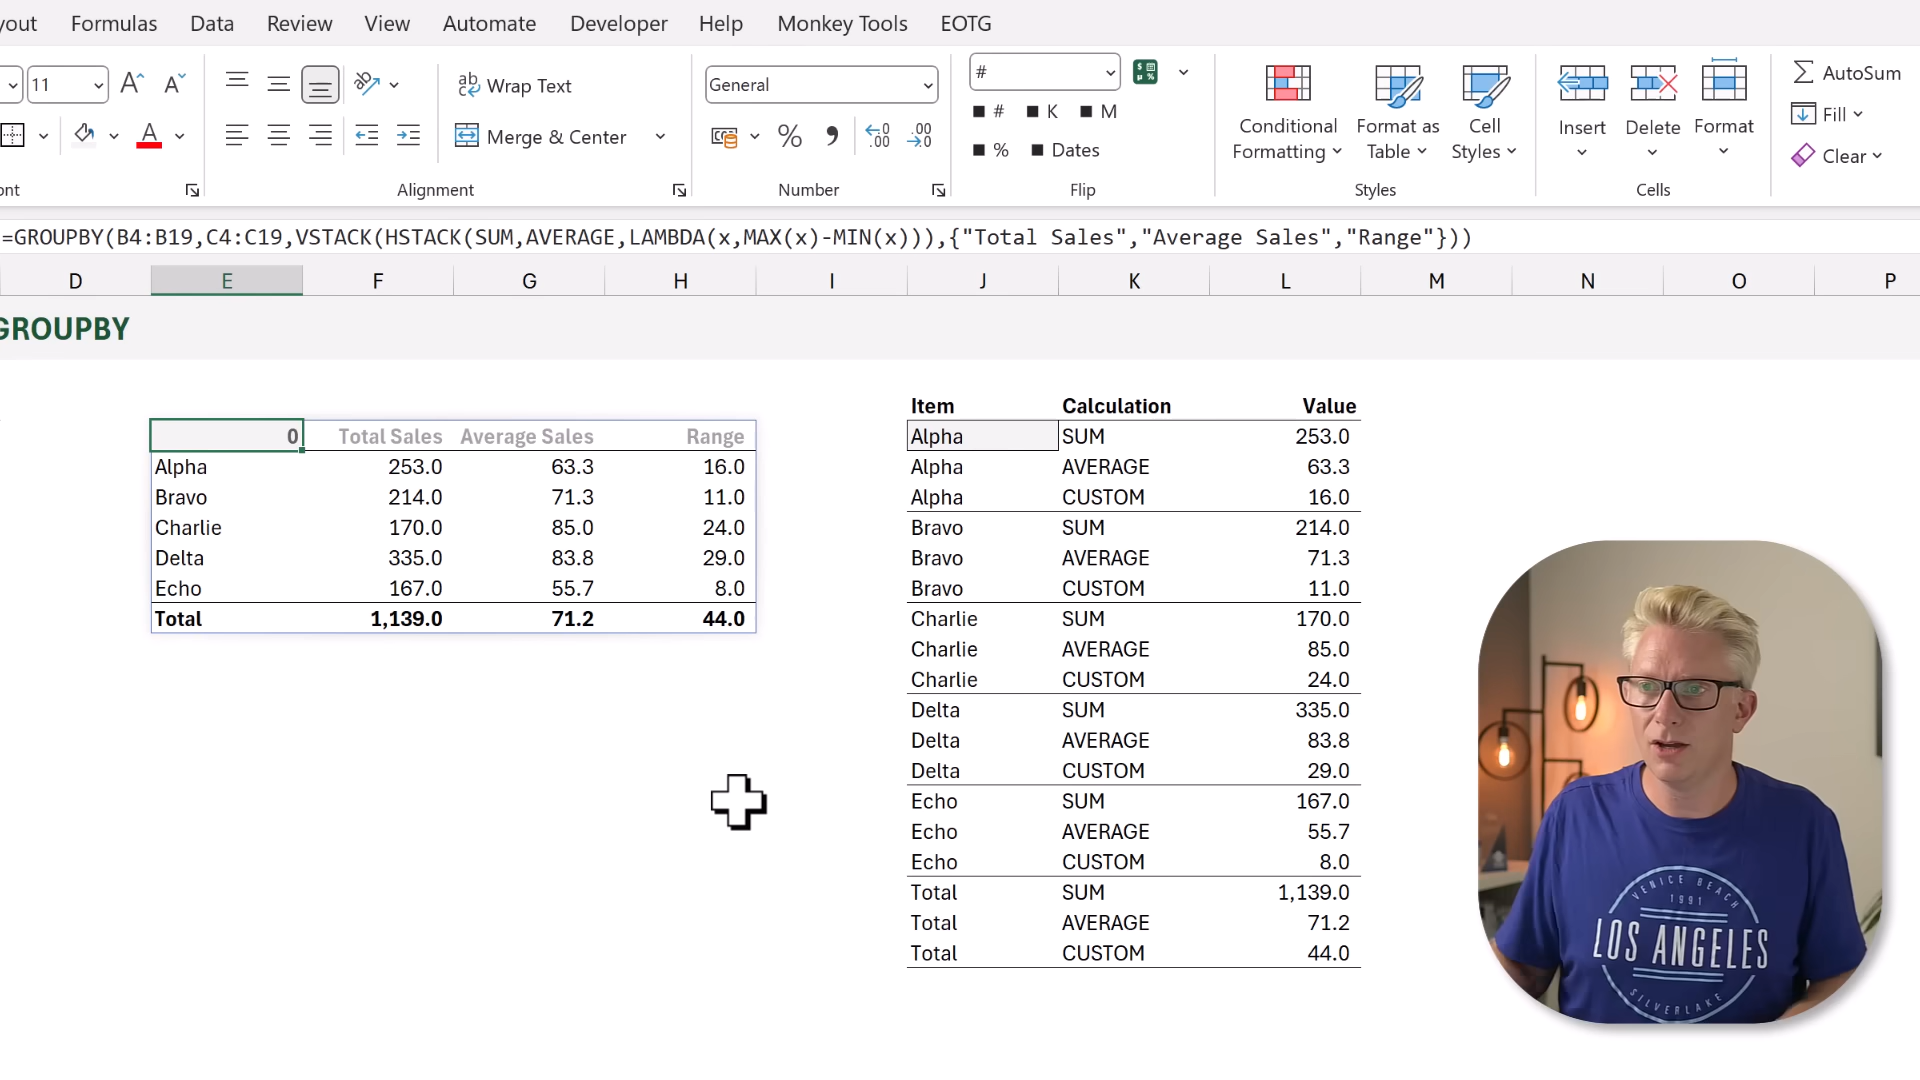 yout Formulas Data Review View Automate Developer Help Monkey Tools EOTG
11 A A ab Wrap Text General # AutoSum
# K M
A Merge & Center % , .00 .00 Conditional Formatting Format as Table Cell Styles Insert Delete Format Fill
% Dates Clear
ont Alignment Number Flip Styles Cells
=GROUPBY(B4:B19,C4:C19,VSTACK(HSTACK(SUM,AVERAGE,LAMBDA(x,MAX(x)-MIN(x))),{"Total Sales","Average Sales","Range"}))
D E F G H I J K L M N O P
GROUPBY
0 Total Sales Average Sales Range
Alpha 253.0 63.3 16.0
Bravo 214.0 71.3 11.0
Charlie 170.0 85.0 24.0
Delta 335.0 83.8 29.0
Echo 167.0 55.7 8.0
Total 1,139.0 71.2 44.0
Item Calculation Value
Alpha SUM 253.0
Alpha AVERAGE 63.3
Alpha CUSTOM 16.0
Bravo SUM 214.0
Bravo AVERAGE 71.3
Bravo CUSTOM 11.0
Charlie SUM 170.0
Charlie AVERAGE 85.0
Charlie CUSTOM 24.0
Delta SUM 335.0
Delta AVERAGE 83.8
Delta CUSTOM 29.0
Echo SUM 167.0
Echo AVERAGE 55.7
Echo CUSTOM 8.0
Total SUM 1,139.0
Total AVERAGE 71.2
Total CUSTOM 44.0
VENICE BEACH
1991
LOS ANGELES
SILVERLAKE